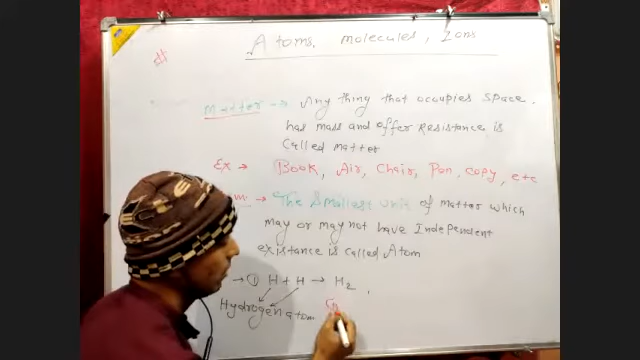 Atoms, molecules, Ions
Matter → Any thing that occupies space.
has mass and offer resistance is
called matter
Ex → Book, Air, Chair, Pen, copy, etc
m: → The Smallest unit of matter which
may or may not have Independent
existance is called Atom
→ ① H + H → H₂ ,
Hydrogen atom